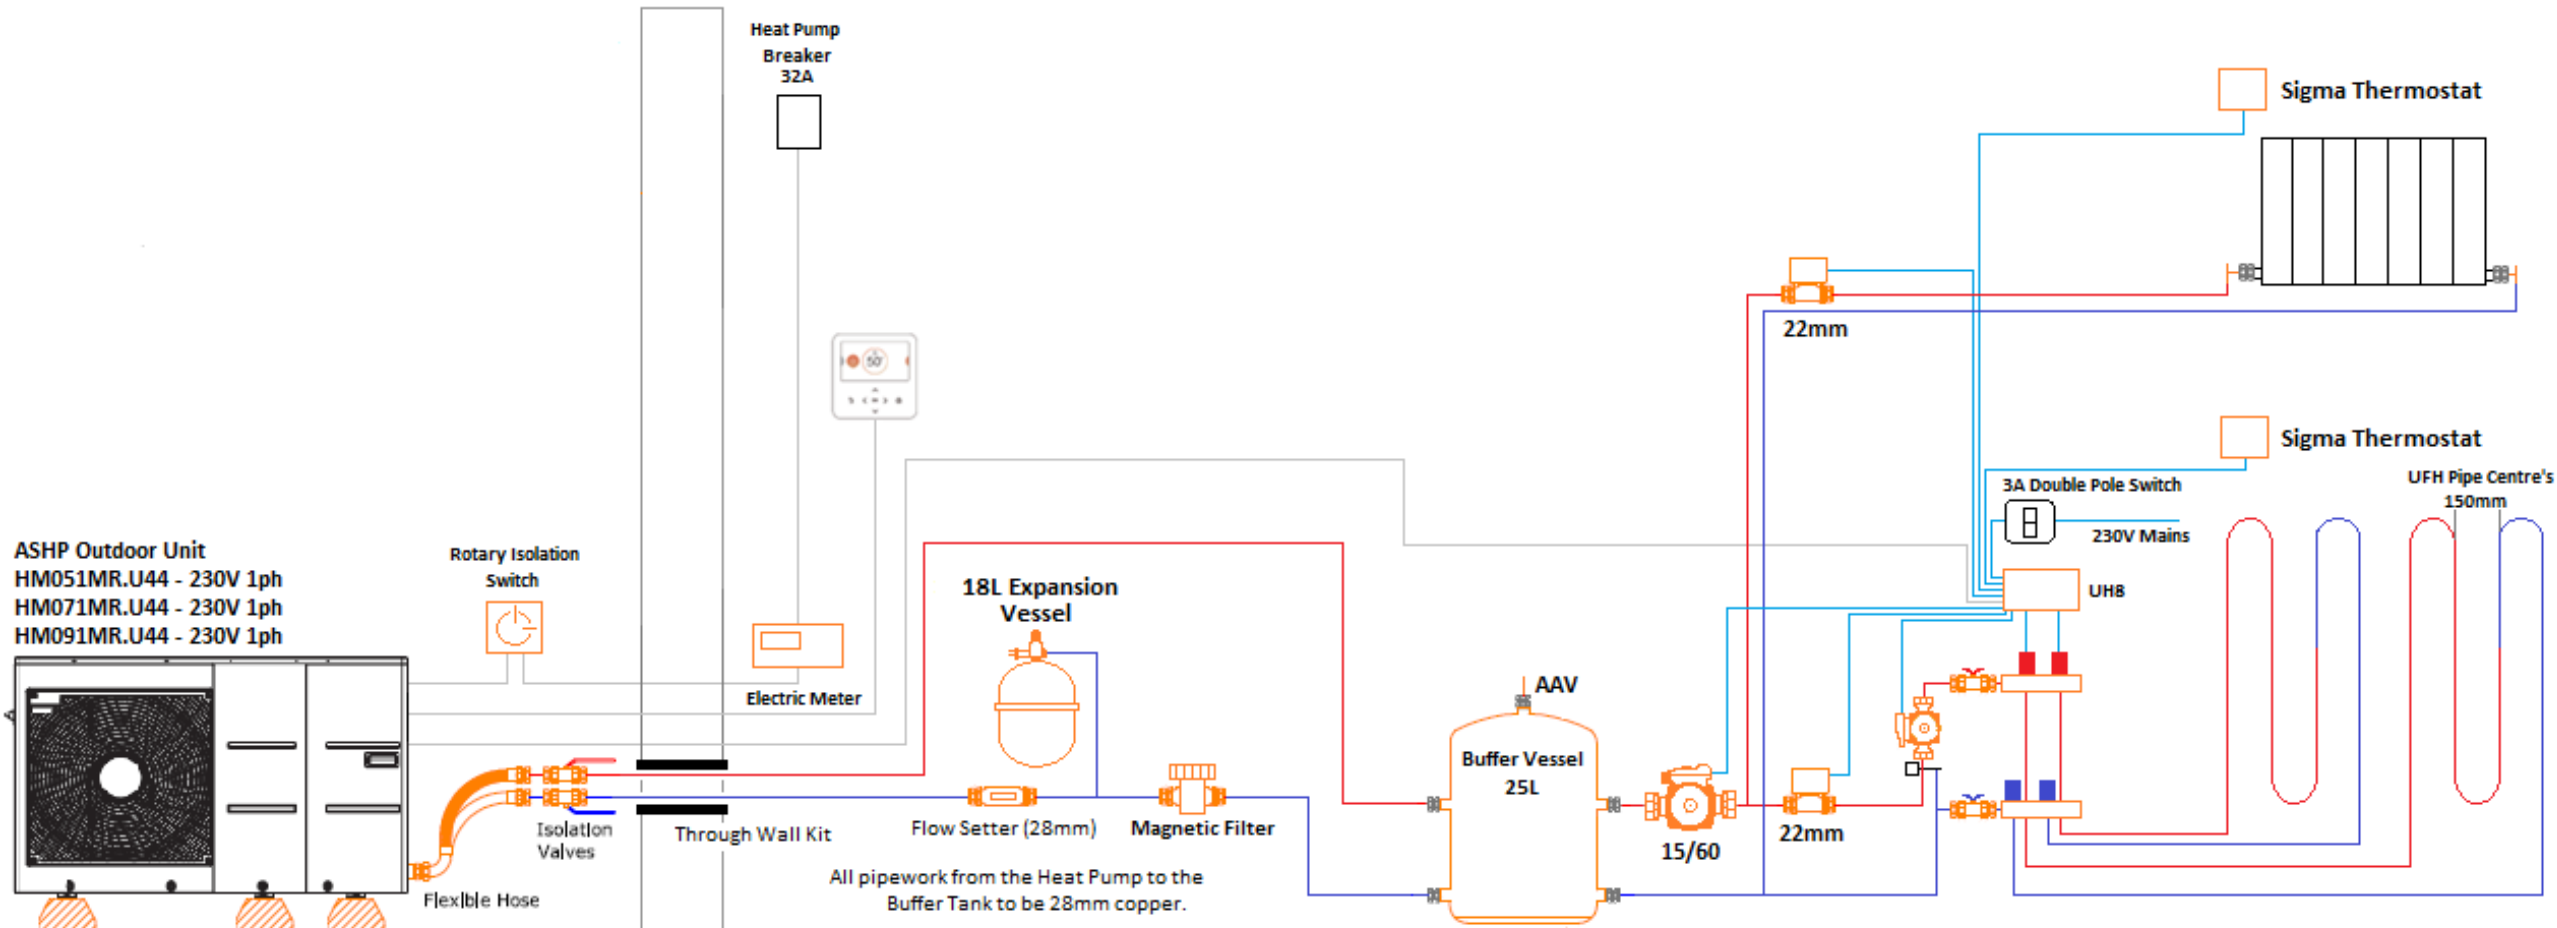 Heat Pump
Breaker
32A
Sigma Thermostat
22mm
50°
Sigma Thermostat
UFH Pipe Centre's
150mm
3A Double Pole Switch
230V Mains
UH8
ASHP Outdoor Unit
HM051MR.U44 - 230V 1ph
HM071MR.U44 - 230V 1ph
HM091MR.U44 - 230V 1ph
Rotary Isolation
Switch
18L Expansion
Vessel
Electric Meter
AAV
Buffer Vessel
25L
Isolation
Valves
Through Wall Kit
Flow Setter (28mm)
Magnetic Filter
15/60
22mm
All pipework from the Heat Pump to the
Buffer Tank to be 28mm copper.
Flexible Hose